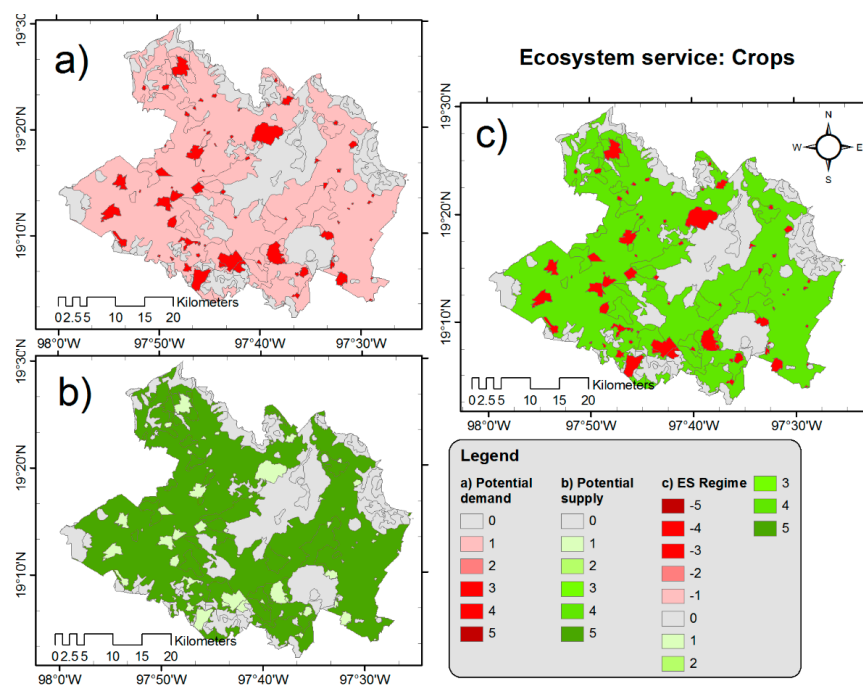 a)
19°30'
19°20'N
19°10'N
Kilometers
0 2.5 5 10 15 20
98°0'W 97°50'W 97°40'W 97°30'W
b)
19°30'N
19°20'N
19°10'N
Kilometers
0 2.5 5 10 15 20
98°0'W 97°50'W 97°40'W 97°30'W
Ecosystem service: Crops
c)
N
W E
S
19°30'N
19°20'N
19°10'N
Kilometers
0 2.5 5 10 15 20
98°0'W 97°50'W 97°40'W 97°30'W
Legend
a) Potential
demand
0
1
2
3
4
5
b) Potential
supply
0
1
2
3
4
5
c) ES Regime
-5
-4
-3
-2
-1
0
1
2
3
4
5